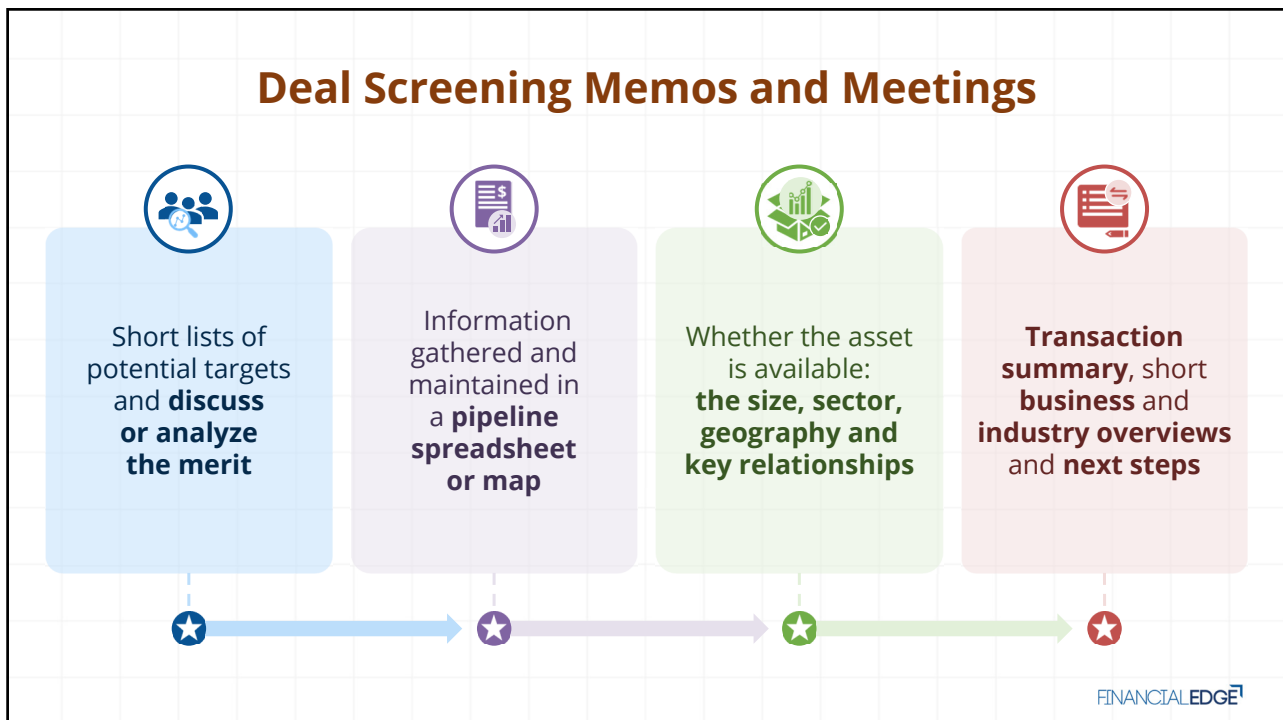 Deal Screening Memos and Meetings
$
Short lists of
potential targets
and discuss
or analyze
the merit
Information
gathered and
maintained in
a pipeline
spreadsheet
or map
Whether the asset
is available:
the size, sector,
geography and
key relationships
Transaction
summary, short
business and
industry overviews
and next steps
FINANCIALEDGE